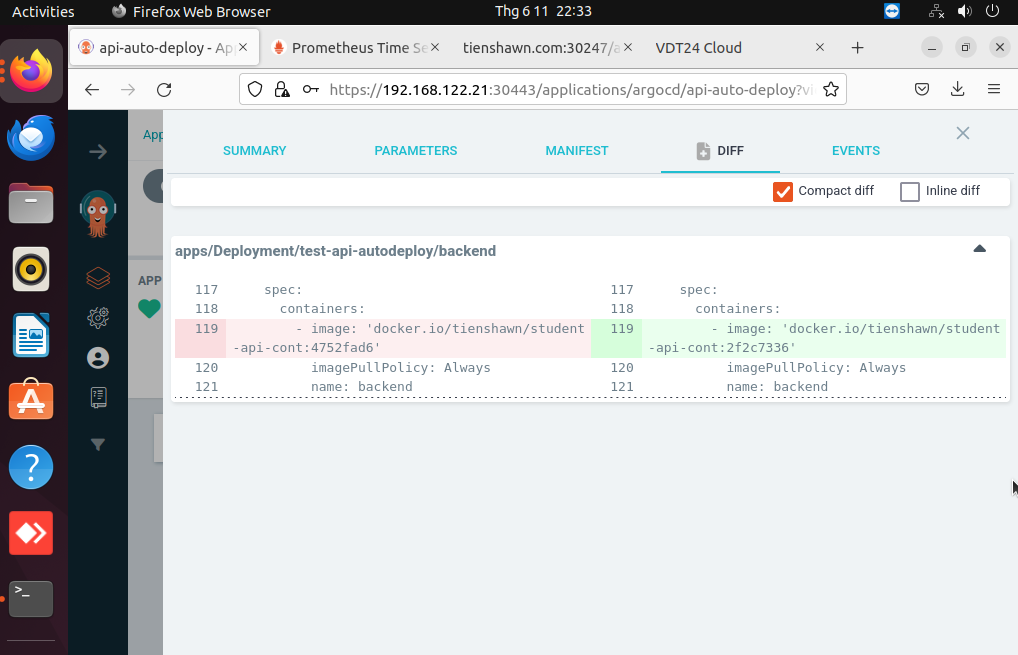 Activities
Firefox Web Browser
Thg 6 11 22:33
api-auto-deploy - Ap
Prometheus Time Se
tienshawn.com:30247/a
VDT24 Cloud
https://192.168.122.21:30443/applications/argocd/api-auto-deploy?vi
App
SUMMARY
PARAMETERS
MANIFEST
DIFF
EVENTS
Compact diff
Inline diff
APP
apps/Deployment/test-api-autodeploy/backend
117 spec:
118 containers:
119 - image: 'docker.io/tienshawn/student
-api-cont:4752fad6'
120 imagePullPolicy: Always
121 name: backend
117 spec:
118 containers:
119 - image: 'docker.io/tienshawn/student
-api-cont:2f2c7336'
120 imagePullPolicy: Always
121 name: backend